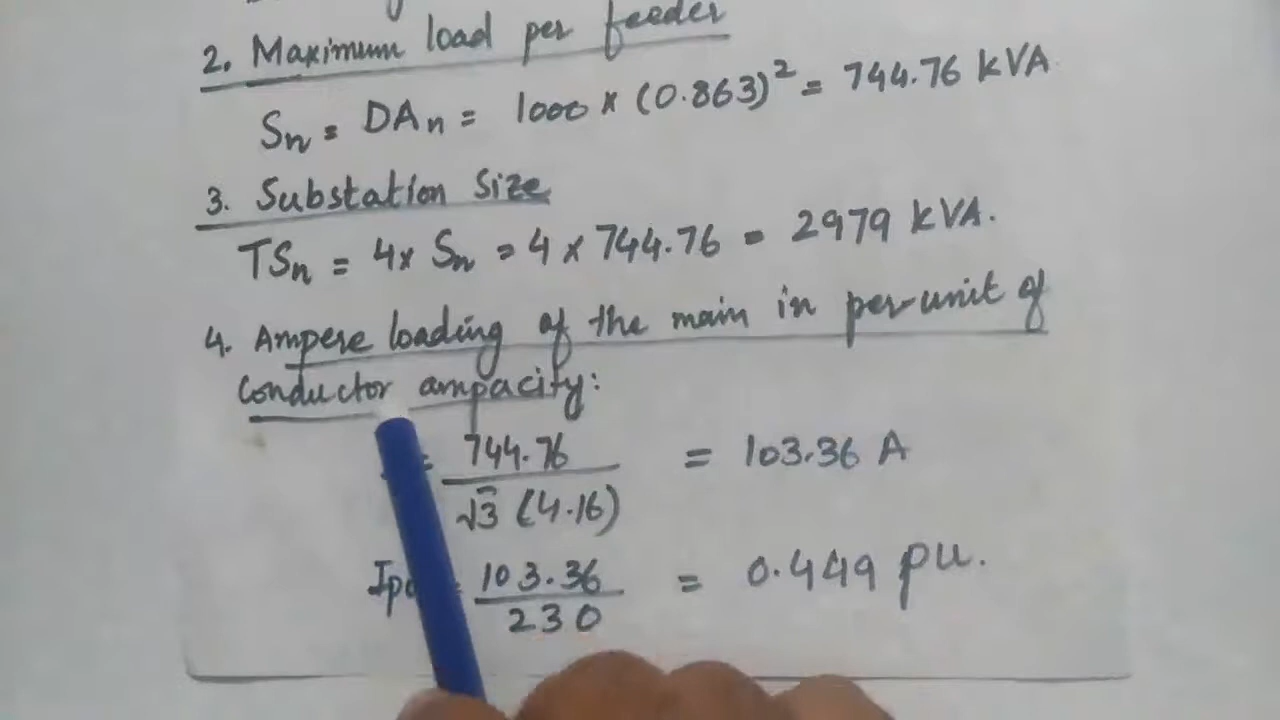 2. Maximum load per feeder
Sn = DAn = 1000 × (0.863)² = 744.76 kVA
3. Substation Size
TSn = 4× Sn = 4 × 744.76 = 2979 kVA.
4. Ampere loading of the main in per unit of
conductor ampacity:
= 744.76 / √3 (4.16) = 103.36 A
= 103.36 / 230 = 0.449 pu.